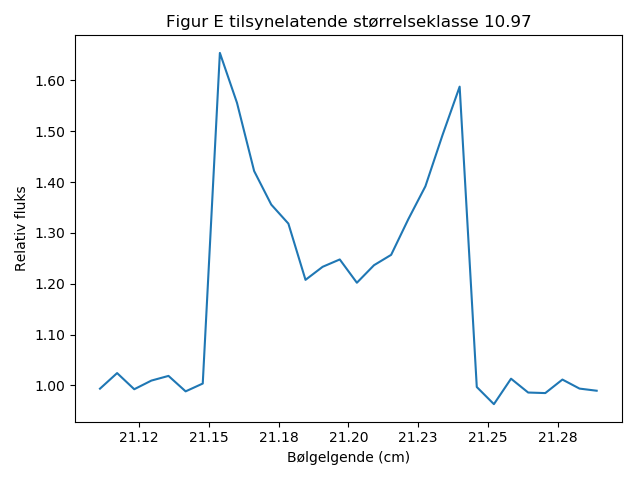 Figur E tilsynelatende størrelseklasse 10.97
Relativ fluks
1.60
1.50
1.40
1.30
1.20
1.10
1.00
21.12 21.15 21.18 21.20 21.23 21.25 21.28
Bølgelgende (cm)